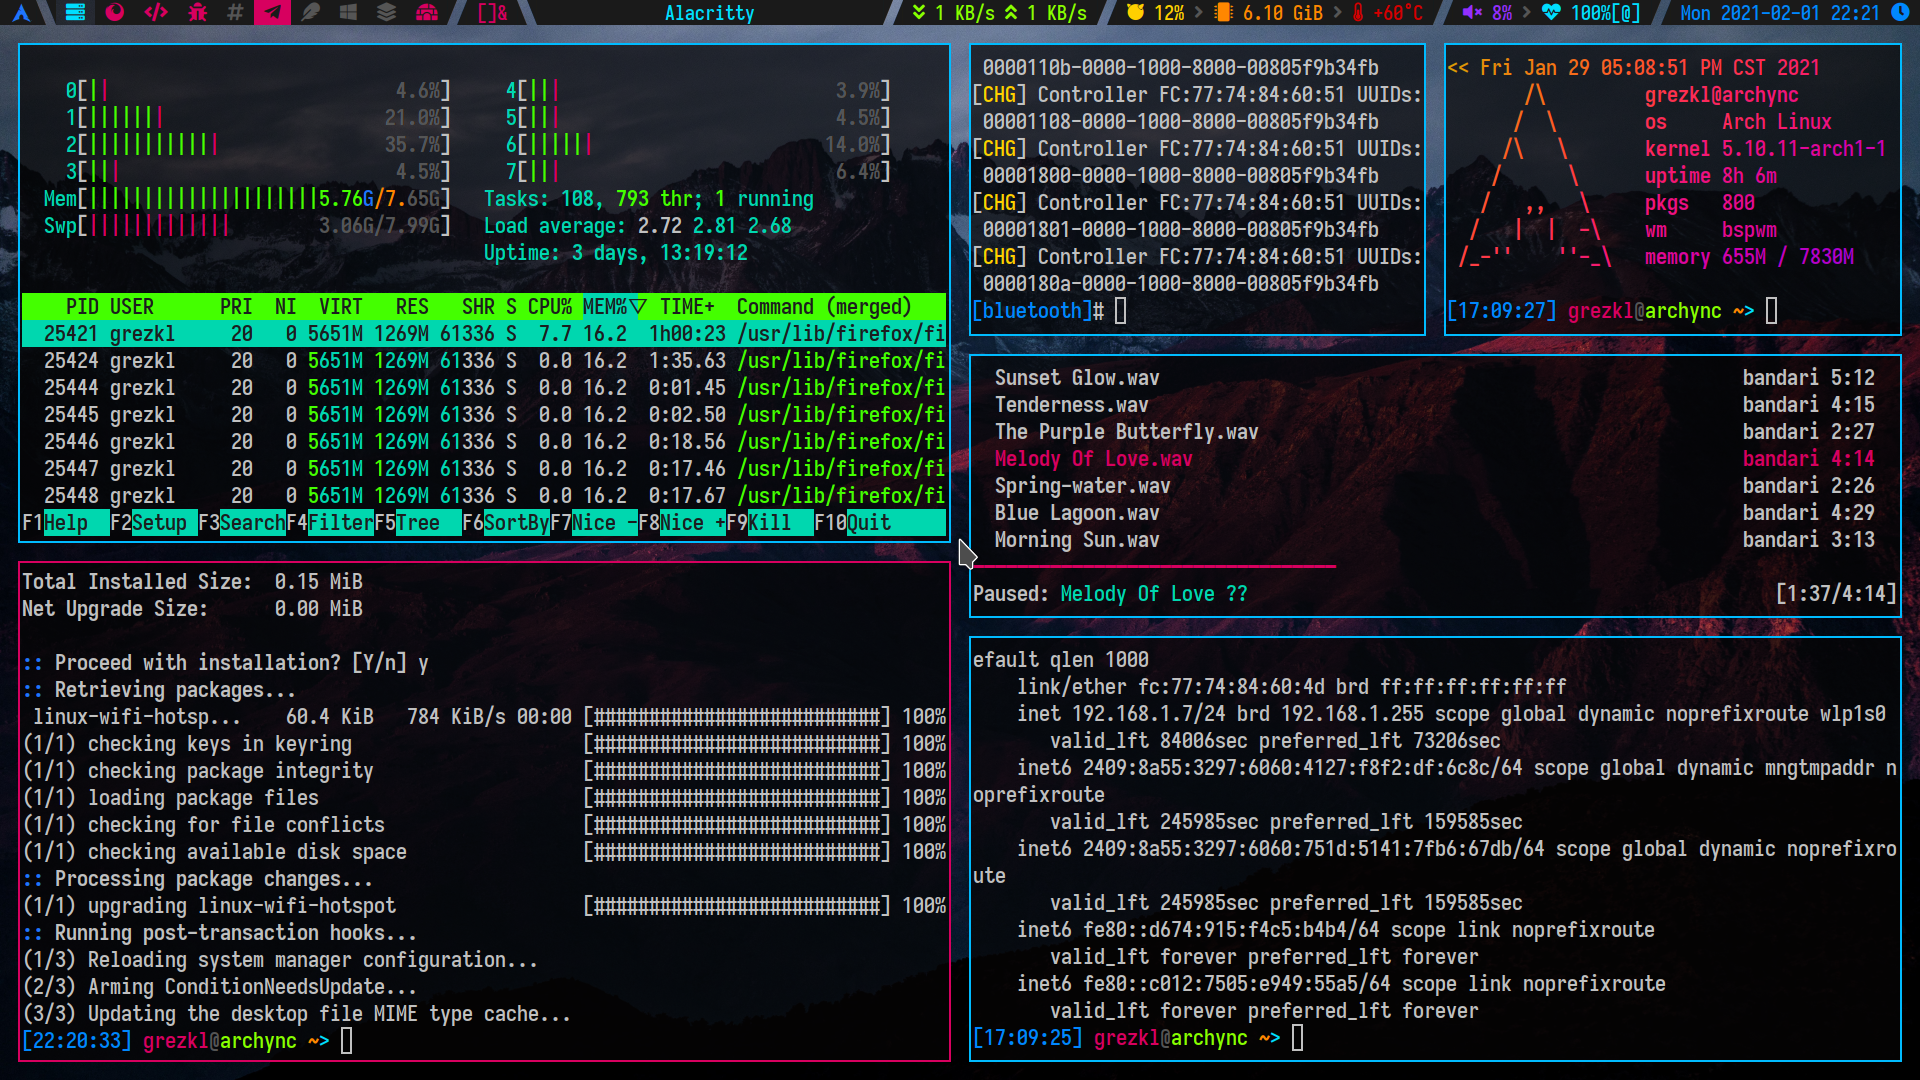 []& Alacritty 1 KB/s 1 KB/s 12% 6.10 GiB +60°C 8% 100%[@] Mon 2021-02-01 22:21
0[|| 4.6%] 4[||| 3.9%]
1[||||||| 21.0%] 5[||| 4.5%]
2[|||||||||||| 35.7%] 6[|||||| 14.0%]
3[||| 4.5%] 7[||| 6.4%]
Mem[|||||||||||||||||||||5.76G/7.65G] Tasks: 108, 793 thr; 1 running
Swp[||||||||||||| 3.06G/7.99G] Load average: 2.72 2.81 2.68
Uptime: 3 days, 13:19:12
PID USER PRI NI VIRT RES SHR S CPU% MEM%▽ TIME+ Command (merged)
25421 grezkl 20 0 5651M 1269M 61336 S 7.7 16.2 1h00:23 /usr/lib/firefox/fi
25424 grezkl 20 0 5651M 1269M 61336 S 0.0 16.2 1:35.63 /usr/lib/firefox/fi
25444 grezkl 20 0 5651M 1269M 61336 S 0.0 16.2 0:01.45 /usr/lib/firefox/fi
25445 grezkl 20 0 5651M 1269M 61336 S 0.0 16.2 0:02.50 /usr/lib/firefox/fi
25446 grezkl 20 0 5651M 1269M 61336 S 0.0 16.2 0:18.56 /usr/lib/firefox/fi
25447 grezkl 20 0 5651M 1269M 61336 S 0.0 16.2 0:17.46 /usr/lib/firefox/fi
25448 grezkl 20 0 5651M 1269M 61336 S 0.0 16.2 0:17.67 /usr/lib/firefox/fi
F1Help F2Setup F3SearchF4FilterF5Tree F6SortByF7Nice -F8Nice +F9Kill F10Quit
Total Installed Size: 0.15 MiB
Net Upgrade Size: 0.00 MiB
:: Proceed with installation? [Y/n] y
:: Retrieving packages...
linux-wifi-hotsp... 60.4 KiB 784 KiB/s 00:00 [##########################] 100%
(1/1) checking keys in keyring [##########################] 100%
(1/1) checking package integrity [##########################] 100%
(1/1) loading package files [##########################] 100%
(1/1) checking for file conflicts [##########################] 100%
(1/1) checking available disk space [##########################] 100%
:: Processing package changes...
(1/1) upgrading linux-wifi-hotspot [##########################] 100%
:: Running post-transaction hooks...
(1/3) Reloading system manager configuration...
(2/3) Arming ConditionNeedsUpdate...
(3/3) Updating the desktop file MIME type cache...
[22:20:33] grezkl@archync ~>
0000110b-0000-1000-8000-00805f9b34fb
[CHG] Controller FC:77:74:84:60:51 UUIDs:
00001108-0000-1000-8000-00805f9b34fb
[CHG] Controller FC:77:74:84:60:51 UUIDs:
00001800-0000-1000-8000-00805f9b34fb
[CHG] Controller FC:77:74:84:60:51 UUIDs:
00001801-0000-1000-8000-00805f9b34fb
[CHG] Controller FC:77:74:84:60:51 UUIDs:
0000180a-0000-1000-8000-00805f9b34fb
[bluetooth]#
<< Fri Jan 29 05:08:51 PM CST 2021
/\ grezkl@archync
/ \ os Arch Linux
/\ \ kernel 5.10.11-arch1-1
/ \ uptime 8h 6m
/ ,, \ pkgs 800
/ | | -\ wm bspwm
/_-'' ''-_\ memory 655M / 7830M
[17:09:27] grezkl@archync ~>
Sunset Glow.wav bandari 5:12
Tenderness.wav bandari 4:15
The Purple Butterfly.wav bandari 2:27
Melody Of Love.wav bandari 4:14
Spring-water.wav bandari 2:26
Blue Lagoon.wav bandari 4:29
Morning Sun.wav bandari 3:13
Paused: Melody Of Love ?? [1:37/4:14]
efault qlen 1000
link/ether fc:77:74:84:60:4d brd ff:ff:ff:ff:ff:ff
inet 192.168.1.7/24 brd 192.168.1.255 scope global dynamic noprefixroute wlp1s0
valid_lft 84006sec preferred_lft 73206sec
inet6 2409:8a55:3297:6060:4127:f8f2:df:6c8c/64 scope global dynamic mngtmpaddr n
oprefixroute
valid_lft 245985sec preferred_lft 159585sec
inet6 2409:8a55:3297:6060:751d:5141:7fb6:67db/64 scope global dynamic noprefixro
ute
valid_lft 245985sec preferred_lft 159585sec
inet6 fe80::d674:915:f4c5:b4b4/64 scope link noprefixroute
valid_lft forever preferred_lft forever
inet6 fe80::c012:7505:e949:55a5/64 scope link noprefixroute
valid_lft forever preferred_lft forever
[17:09:25] grezkl@archync ~>